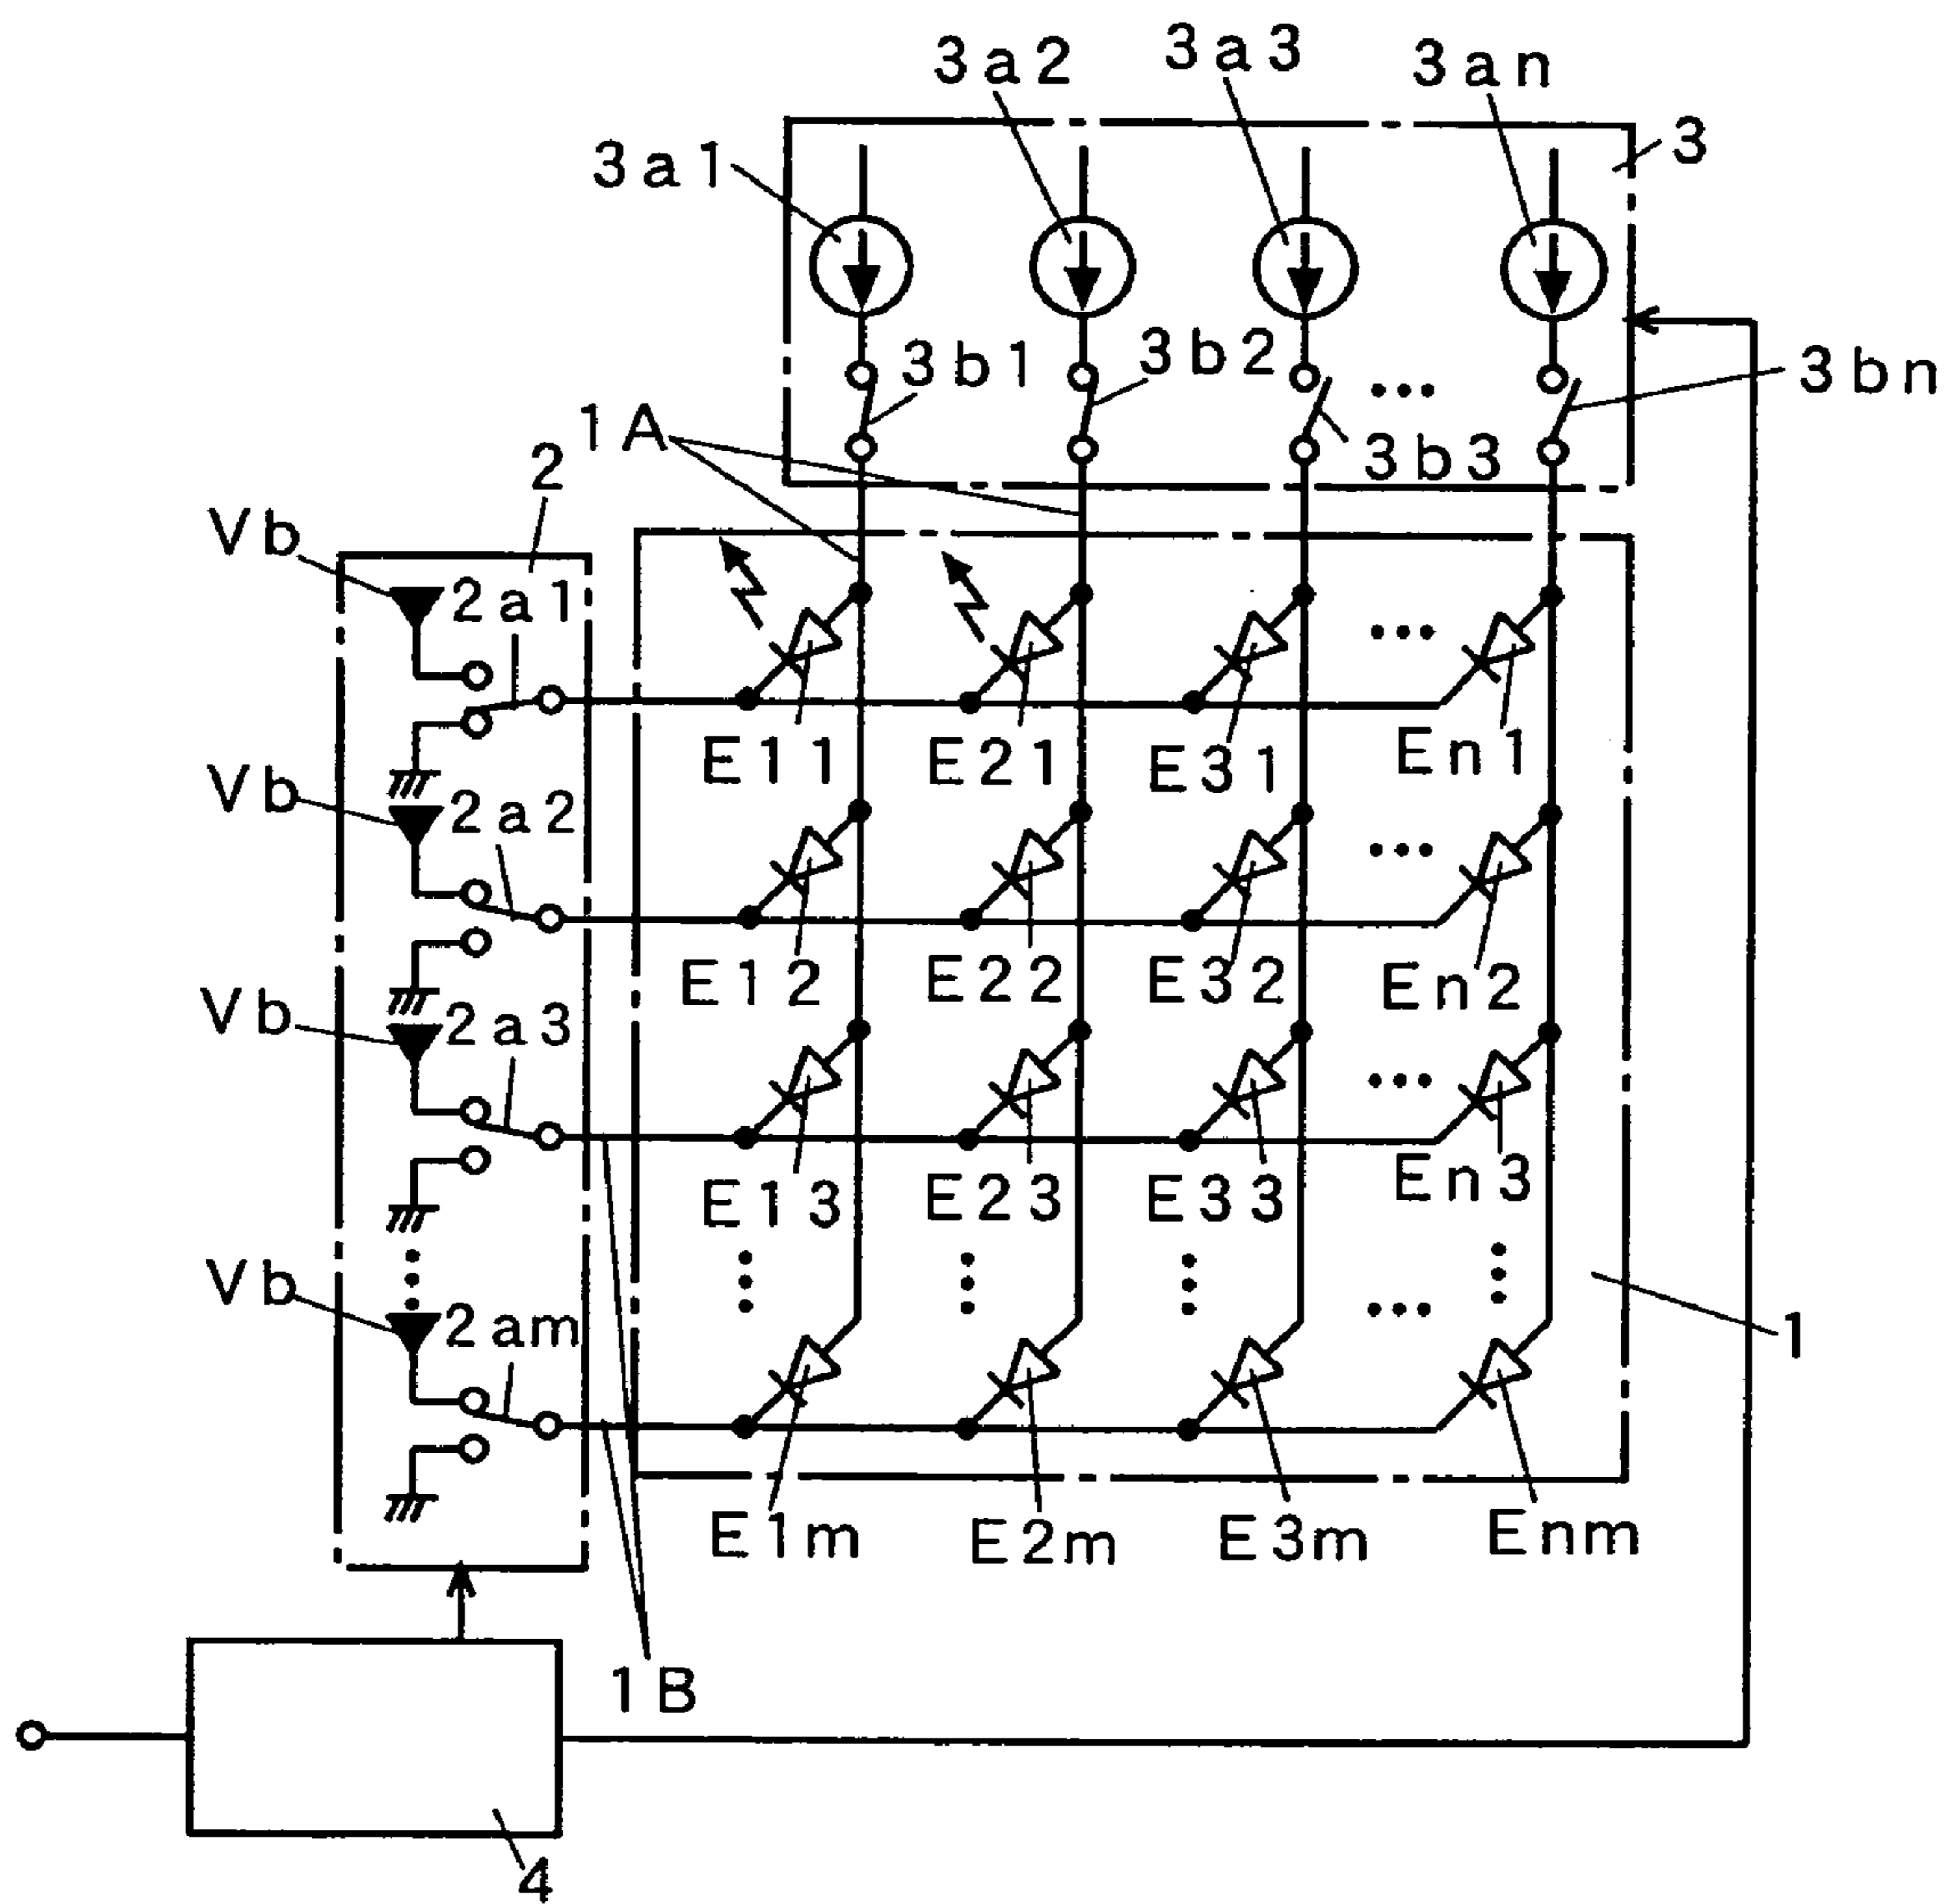 3a2 3a3 3an
3a1 3
3b1 3b2 3bn
1A 3b3
2
Vb 2a1
E11 E21 E31 En1
Vb 2a2
E12 E22 E32 En2
Vb 2a3
E13 E23 E33 En3
Vb 2am 1
E1m E2m E3m Enm
1B
4